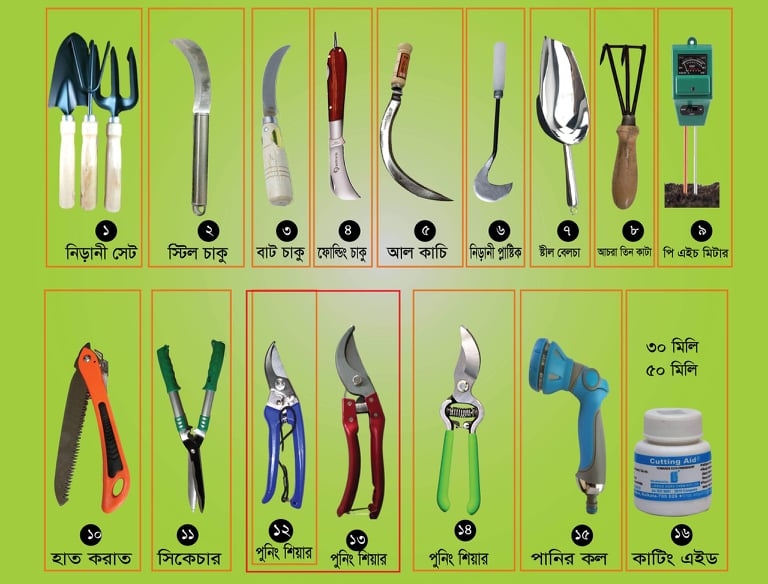 ১
নিড়ানী সেট
২
স্টিল চাকু
৩
বাট চাকু
৪
ফোল্ডিং চাকু
৫
আল কাচি
৬
নিড়ানী প্লাষ্টিক
৭
ষ্টীল বেলচা
৮
আচরা তিন কাটা
৯
পি এইচ মিটার
৩০ মিলি
৫০ মিলি
Cutting Aid
১০
হাত করাত
১১
সিকেচার
১২
পুনিং শিয়ার
১৩
পুনিং শিয়ার
১৪
পুনিং শিয়ার
১৫
পানির কল
১৬
কাটিং এইড